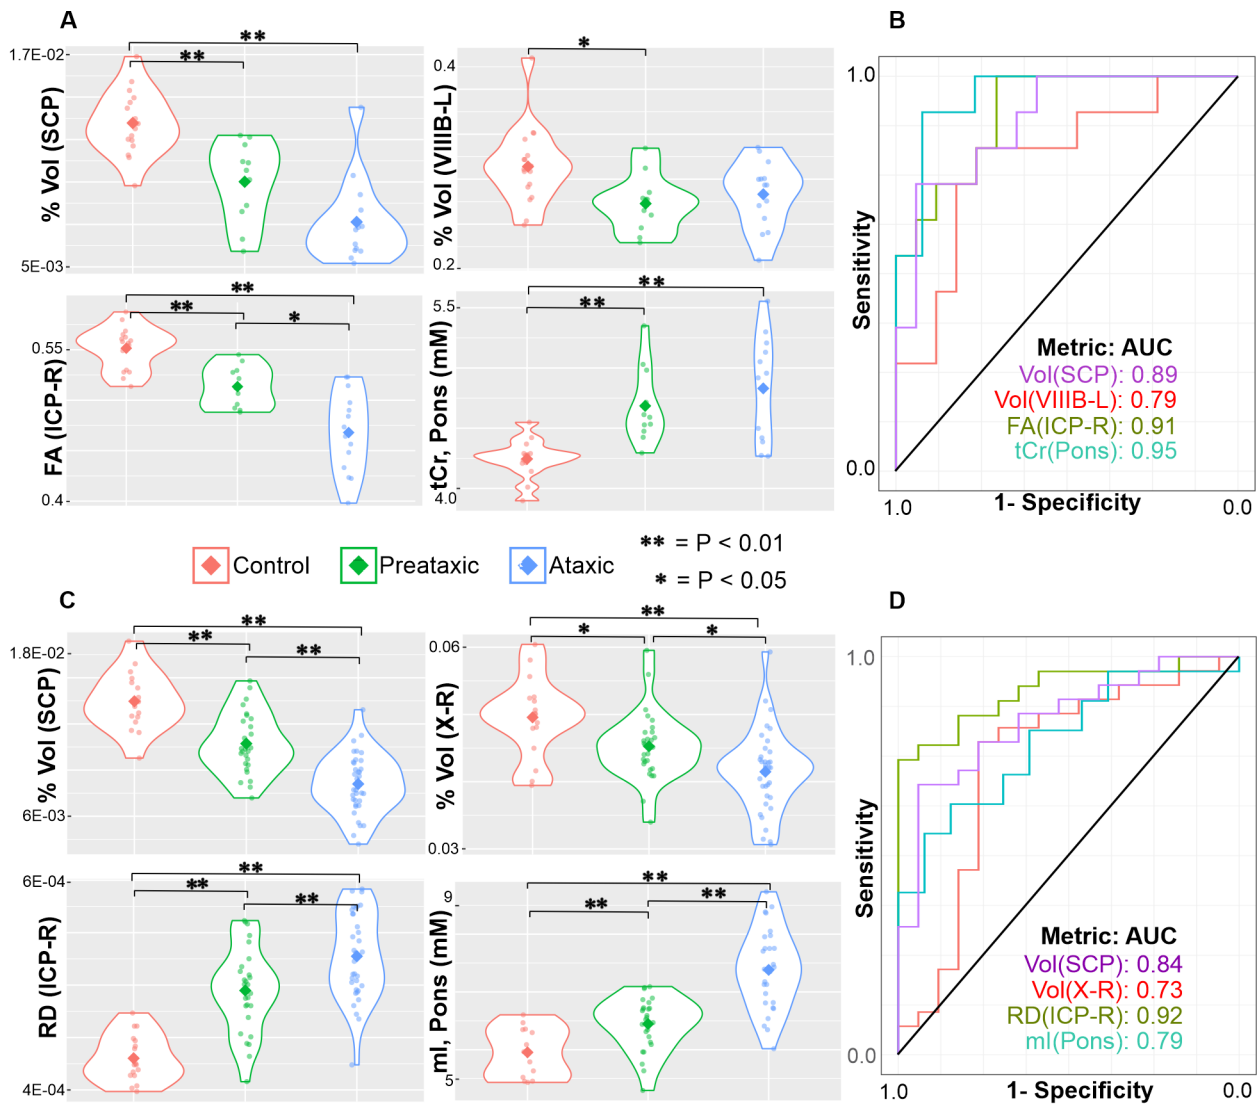 A
B
**
**
1.7E-02
% Vol (SCP)
5E-03
*
0.4
% Vol (VIIIB-L)
0.2
**
**
*
0.55
FA (ICP-R)
0.4
**
**
5.5
tCr, Pons (mM)
4.0
1.0
Sensitivity
0.0
Metric: AUC
Vol(SCP): 0.89
Vol(VIIIB-L): 0.79
FA(ICP-R): 0.91
tCr(Pons): 0.95
1.0
1- Specificity
0.0
Control
Preataxic
Ataxic
** = P < 0.01
* = P < 0.05
C
D
**
**
**
1.8E-02
% Vol (SCP)
6E-03
**
*
*
0.06
% Vol (X-R)
0.03
**
**
**
6E-04
RD (ICP-R)
4E-04
**
**
**
9
mI, Pons (mM)
5
1.0
Sensitivity
0.0
Metric: AUC
Vol(SCP): 0.84
Vol(X-R): 0.73
RD(ICP-R): 0.92
mI(Pons): 0.79
1.0
1- Specificity
0.0